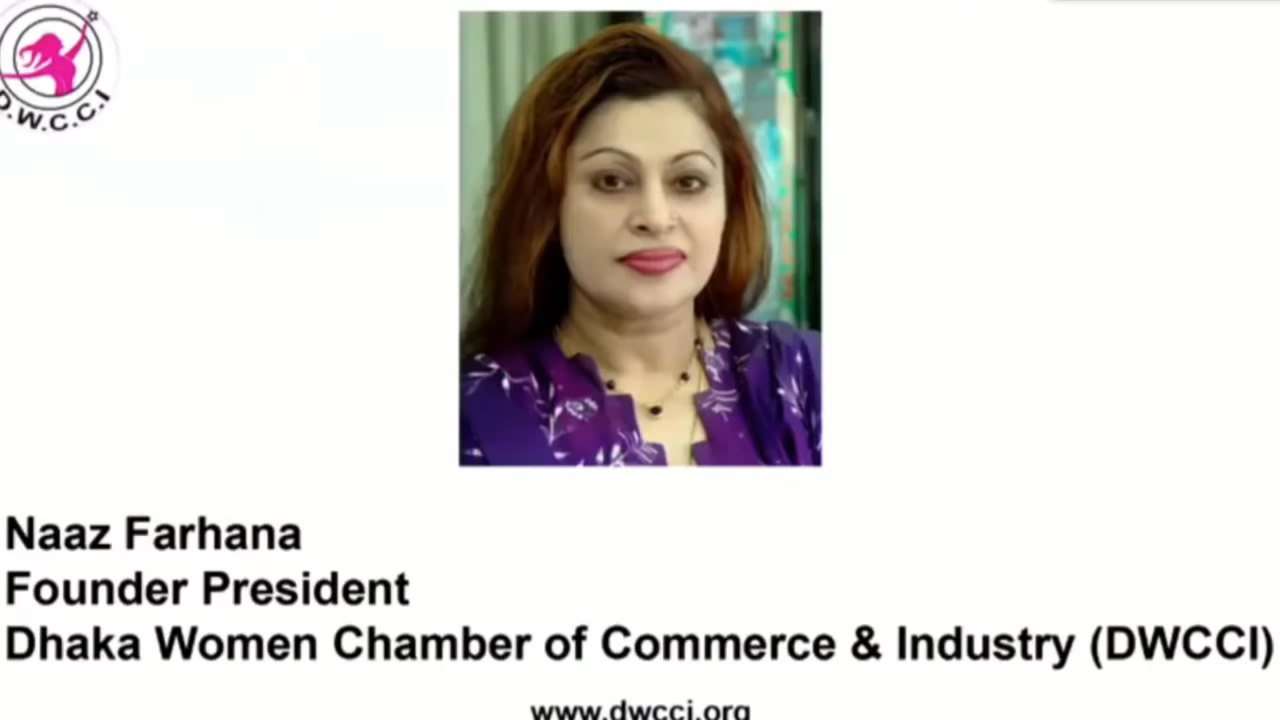 D.W.C.C.I
Naaz Farhana
Founder President
Dhaka Women Chamber of Commerce & Industry (DWCCI)
www.dwcci.org